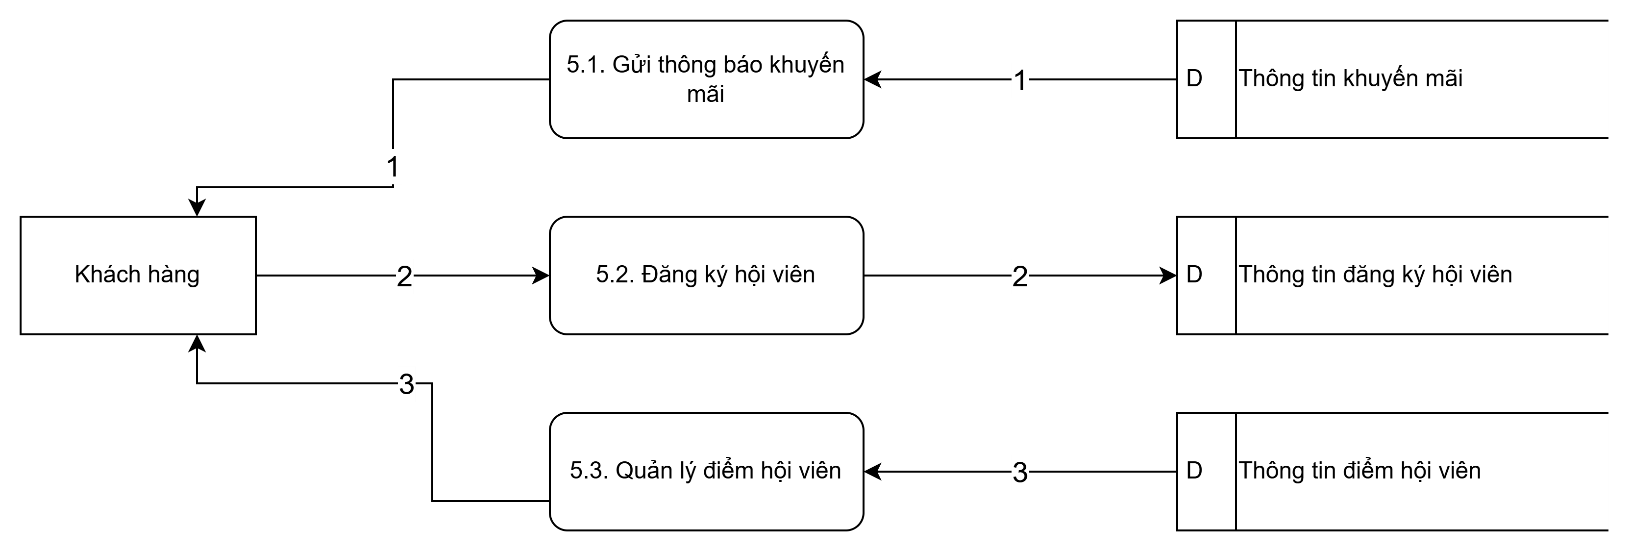 5.1. Gửi thông báo khuyến
mãi
1
D
Thông tin khuyến mãi
1
Khách hàng
2
5.2. Đăng ký hội viên
2
D
Thông tin đăng ký hội viên
3
5.3. Quản lý điểm hội viên
3
D
Thông tin điểm hội viên